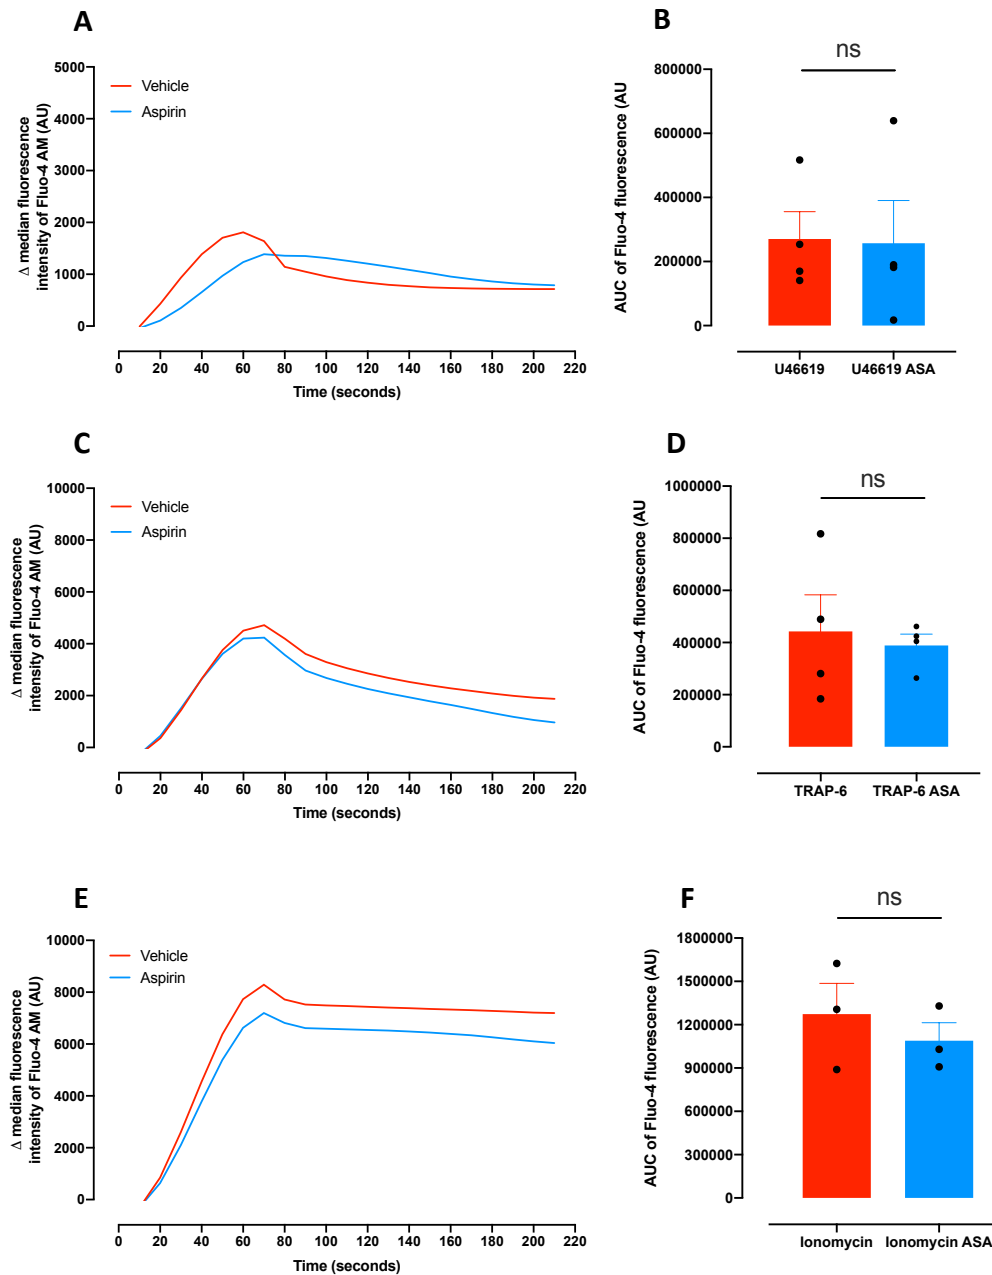 A
Δ median fluorescence
intensity of Fluo-4 AM (AU)
5000
4000
3000
2000
1000
0
Vehicle
Aspirin
0 20 40 60 80 100 120 140 160 180 200 220
Time (seconds)
B
ns
AUC of Fluo-4 fluorescence (AU
800000
600000
400000
200000
0
U46619 U46619 ASA
C
Δ median fluorescence
intensity of Fluo-4 AM (AU)
10000
8000
6000
4000
2000
0
Vehicle
Aspirin
0 20 40 60 80 100 120 140 160 180 200 220
Time (seconds)
D
ns
AUC of Fluo-4 fluorescence (AU
1000000
800000
600000
400000
200000
0
TRAP-6 TRAP-6 ASA
E
Δ median fluorescence
intensity of Fluo-4 AM (AU)
10000
8000
6000
4000
2000
0
Vehicle
Aspirin
0 20 40 60 80 100 120 140 160 180 200 220
Time (seconds)
F
ns
AUC of Fluo-4 fluorescence (AU)
1800000
1500000
1200000
900000
600000
300000
0
Ionomycin Ionomycin ASA